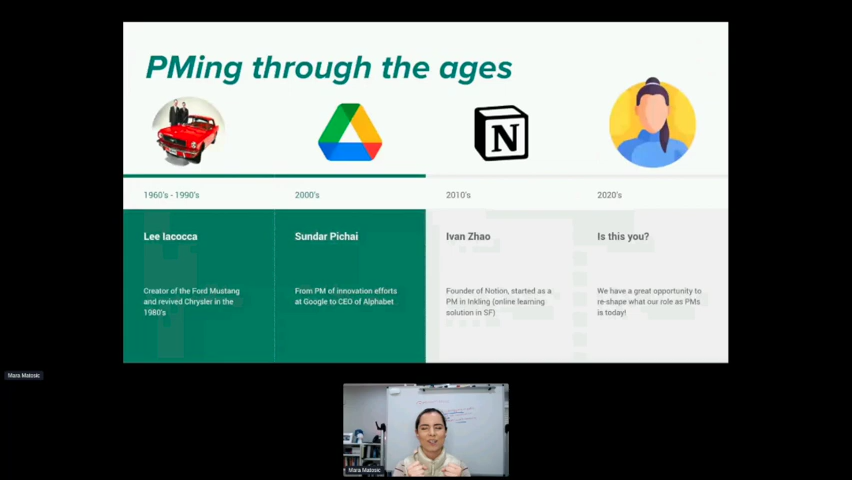 PMing through the ages
N
1960's - 1990's
2000's
2010's
2020's
Lee Iacocca
Sundar Pichai
Ivan Zhao
Is this you?
Creator of the Ford Mustang
and revived Chrysler in the
1980's
From PM of innovation efforts
at Google to CEO of Alphabet
Founder of Notion, started as a
PM in Inkling (online learning
solution in SF)
We have a great opportunity to
re-shape what our role as PMs
is today!
Mara Matosic
Mara Matosic